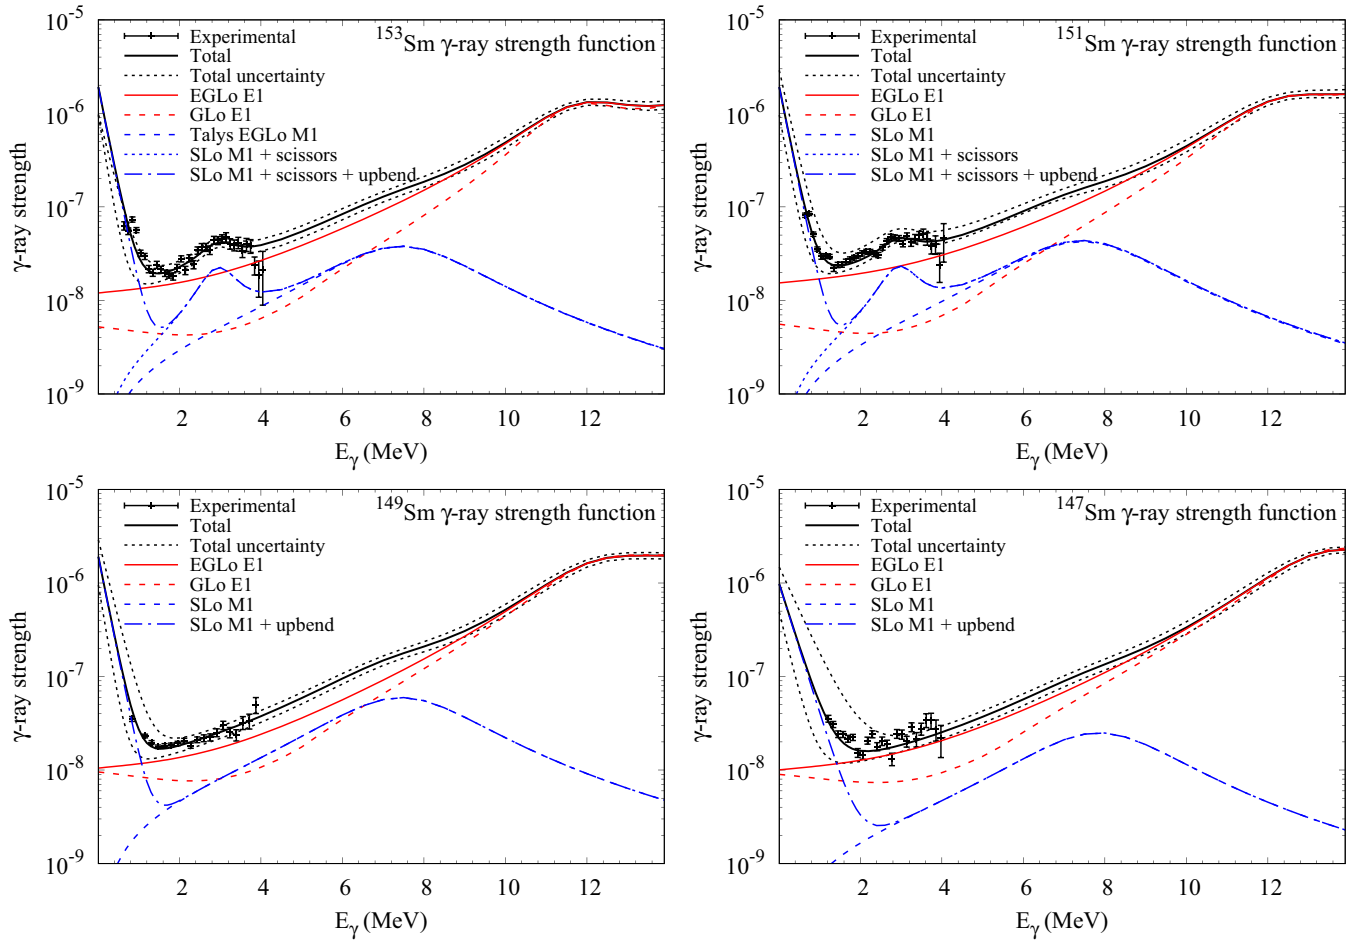 10⁻⁵
10⁻⁶
10⁻⁷
10⁻⁸
10⁻⁹
γ-ray strength
Experimental
Total
Total uncertainty
EGLo E1
GLo E1
Talys EGLo M1
SLo M1 + scissors
SLo M1 + scissors + upbend
¹⁵³Sm γ-ray strength function
2 4 6 8 10 12
E_γ (MeV)
10⁻⁵
10⁻⁶
10⁻⁷
10⁻⁸
10⁻⁹
γ-ray strength
Experimental
Total
Total uncertainty
EGLo E1
GLo E1
SLo M1
SLo M1 + scissors
SLo M1 + scissors + upbend
¹⁵¹Sm γ-ray strength function
2 4 6 8 10 12
E_γ (MeV)
10⁻⁵
10⁻⁶
10⁻⁷
10⁻⁸
10⁻⁹
γ-ray strength
Experimental
Total
Total uncertainty
EGLo E1
GLo E1
SLo M1
SLo M1 + upbend
¹⁴⁹Sm γ-ray strength function
2 4 6 8 10 12
E_γ (MeV)
10⁻⁵
10⁻⁶
10⁻⁷
10⁻⁸
10⁻⁹
γ-ray strength
Experimental
Total
Total uncertainty
EGLo E1
GLo E1
SLo M1
SLo M1 + upbend
¹⁴⁷Sm γ-ray strength function
2 4 6 8 10 12
E_γ (MeV)